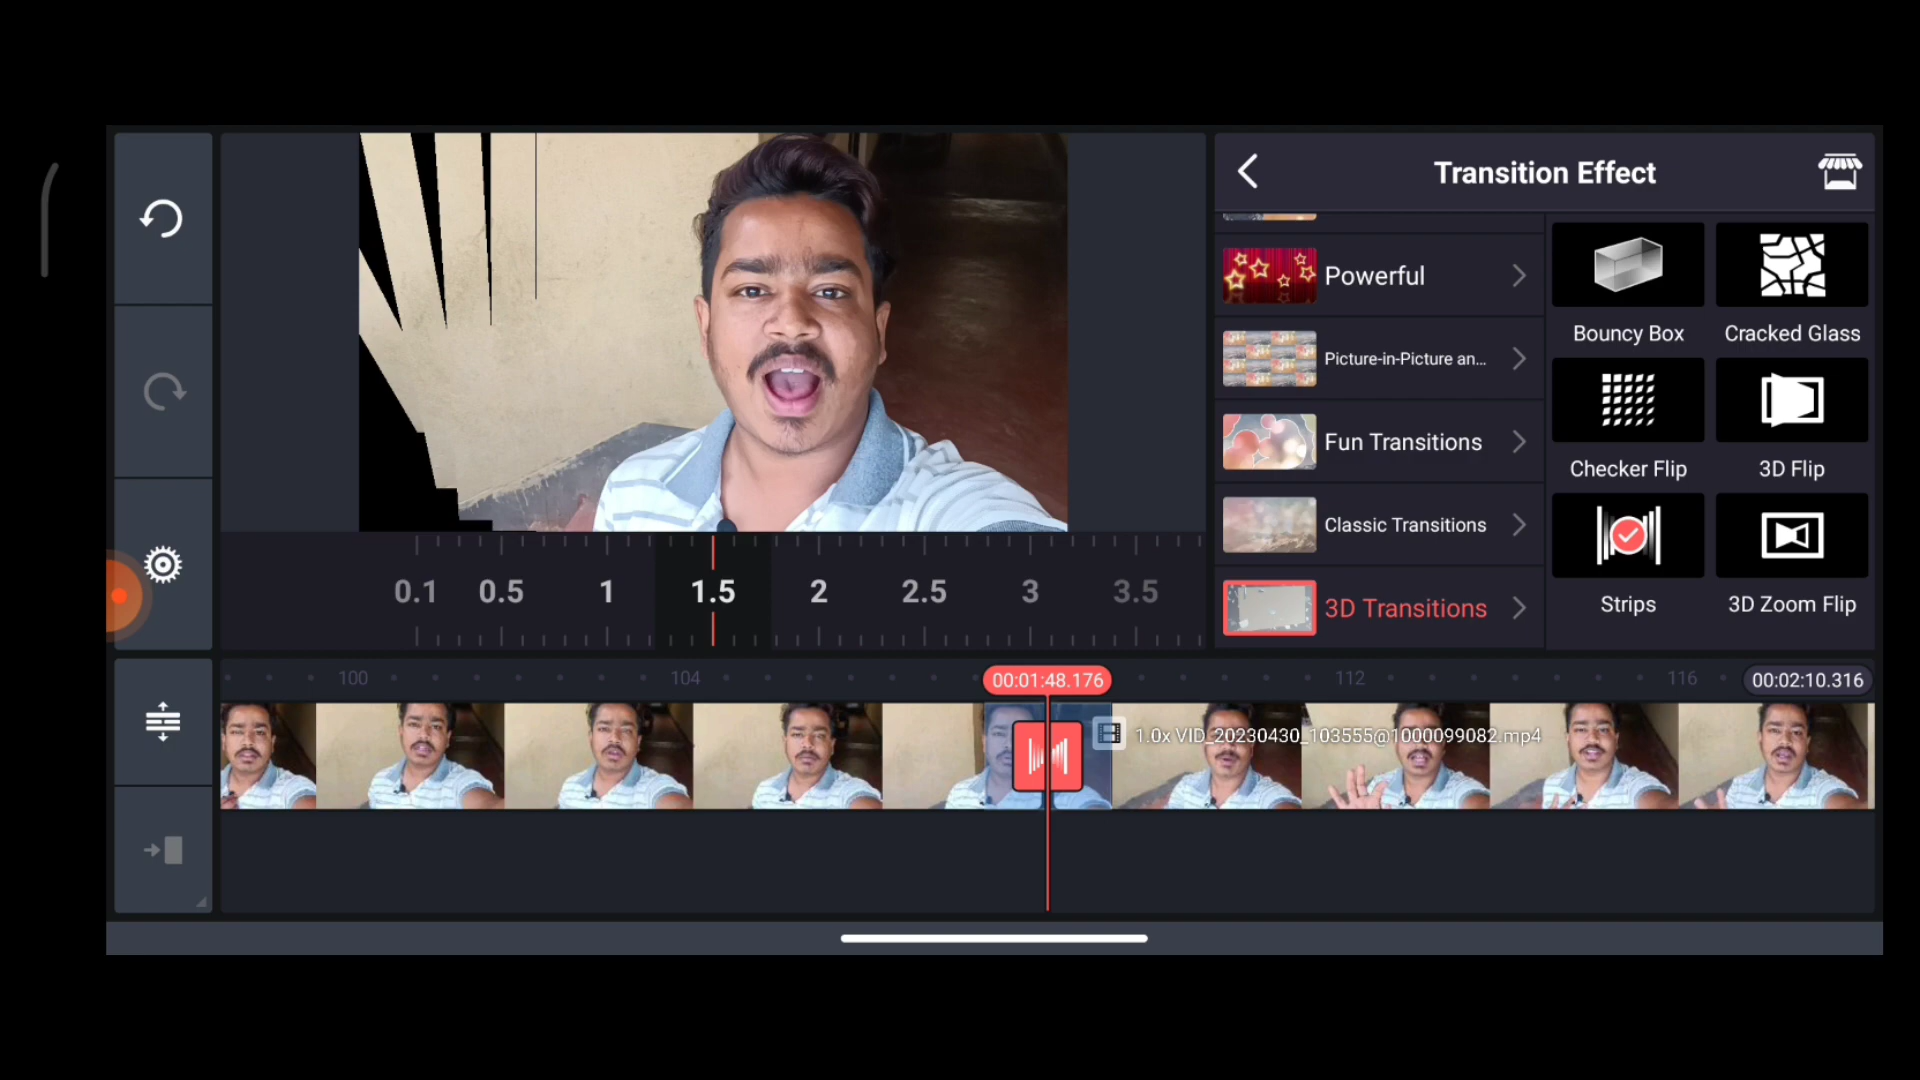 Transition Effect
Powerful
Picture-in-Picture an...
Fun Transitions
Classic Transitions
3D Transitions
Bouncy Box
Cracked Glass
Checker Flip
3D Flip
Strips
3D Zoom Flip
0.1 0.5 1 1.5 2 2.5 3 3.5
100 104 00:01:48.176 112 116 00:02:10.316
1.0x VID_20230430_103555@1000099082.mp4